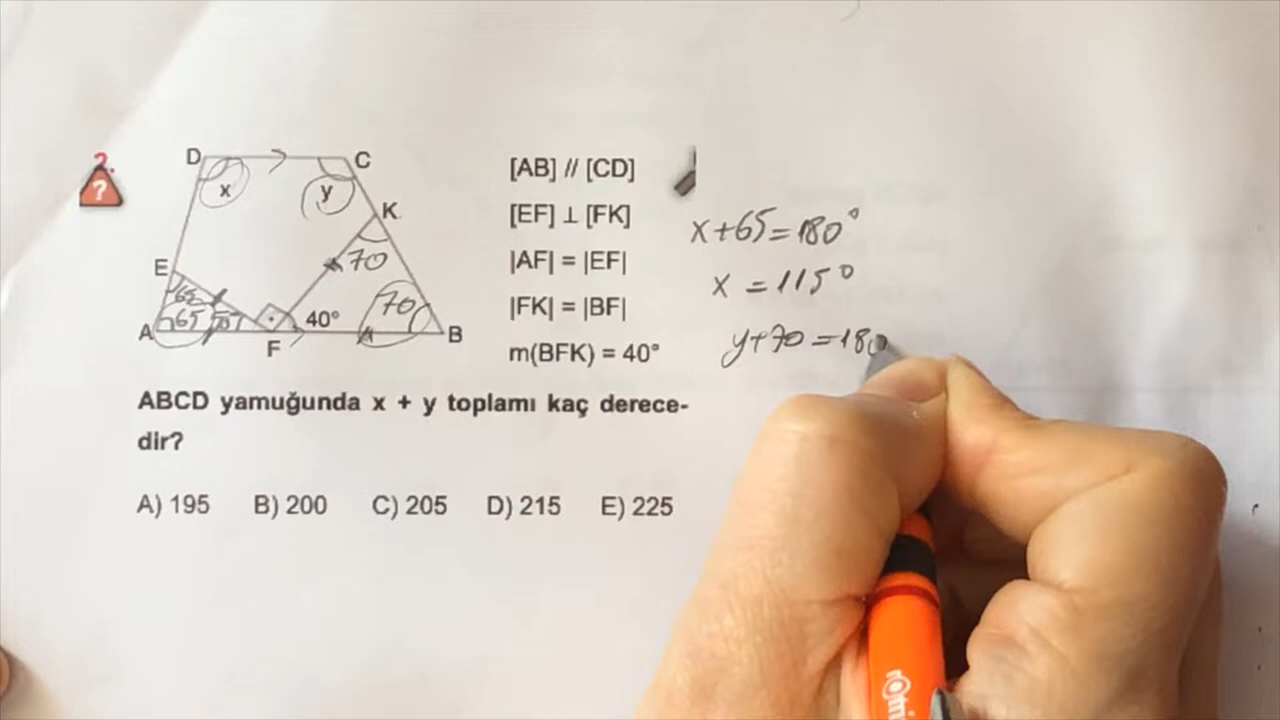 2.
?
D C
x y
K
70
E
65
A 65 50 40° 70 B
F
[AB] // [CD]
[EF] ⊥ [FK]
|AF| = |EF|
|FK| = |BF|
m(BFK) = 40°
ABCD yamuğunda x + y toplamı kaç derece-
dir?
A) 195 B) 200 C) 205 D) 215 E) 225
x+65=180°
x = 115°
y+70=180
rotri